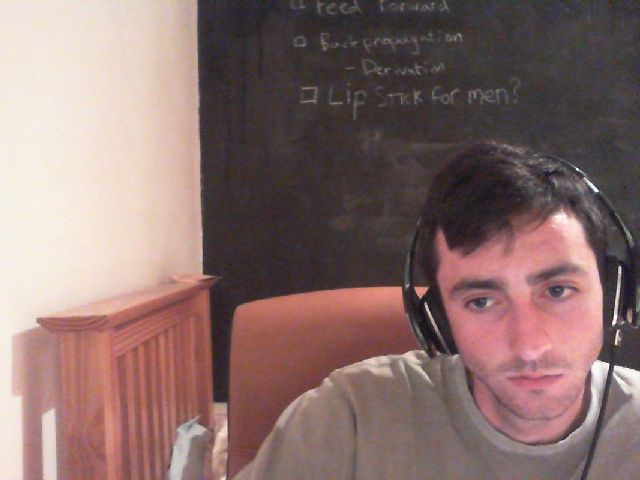 Feed Forward
Backpropagation
- Derivation
Lip Stick for men?